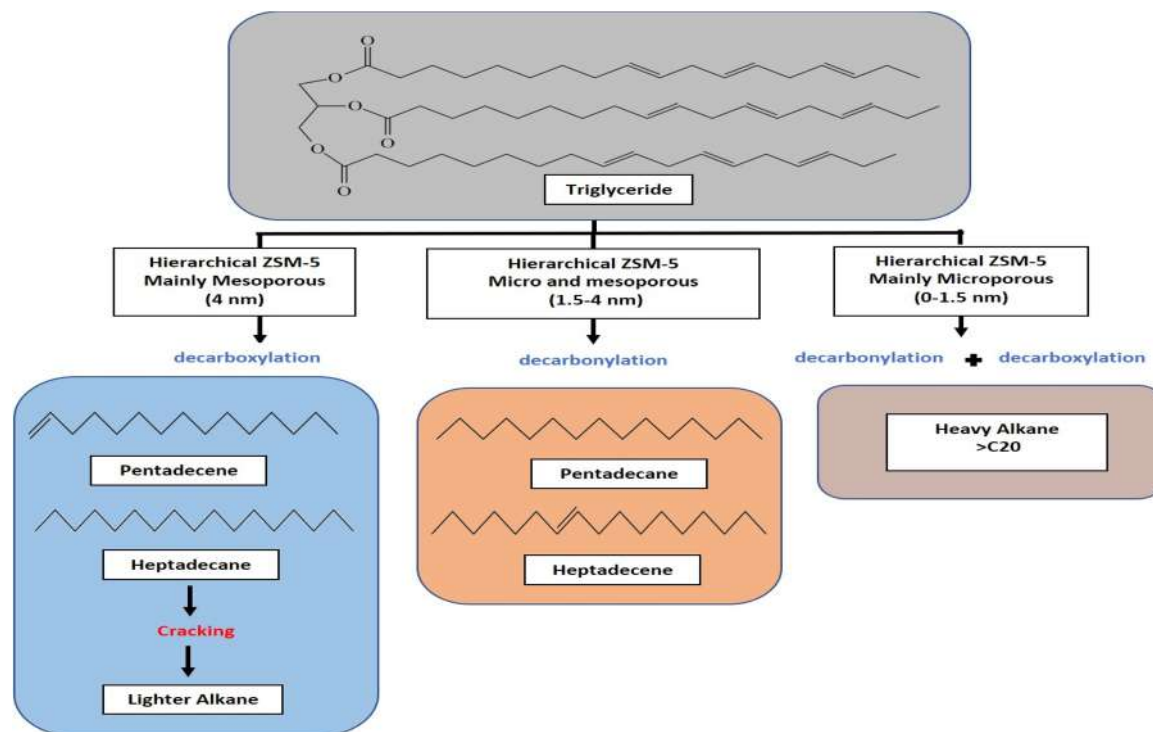 O
O
O
O
O
O
Triglyceride
Hierarchical ZSM-5
Mainly Mesoporous
(4 nm)
Hierarchical ZSM-5
Micro and mesoporous
(1.5-4 nm)
Hierarchical ZSM-5
Mainly Microporous
(0-1.5 nm)
decarboxylation
decarbonylation
decarbonylation + decarboxylation
Pentadecene
Heptadecane
Cracking
Lighter Alkane
Pentadecane
Heptadecene
Heavy Alkane
>C20